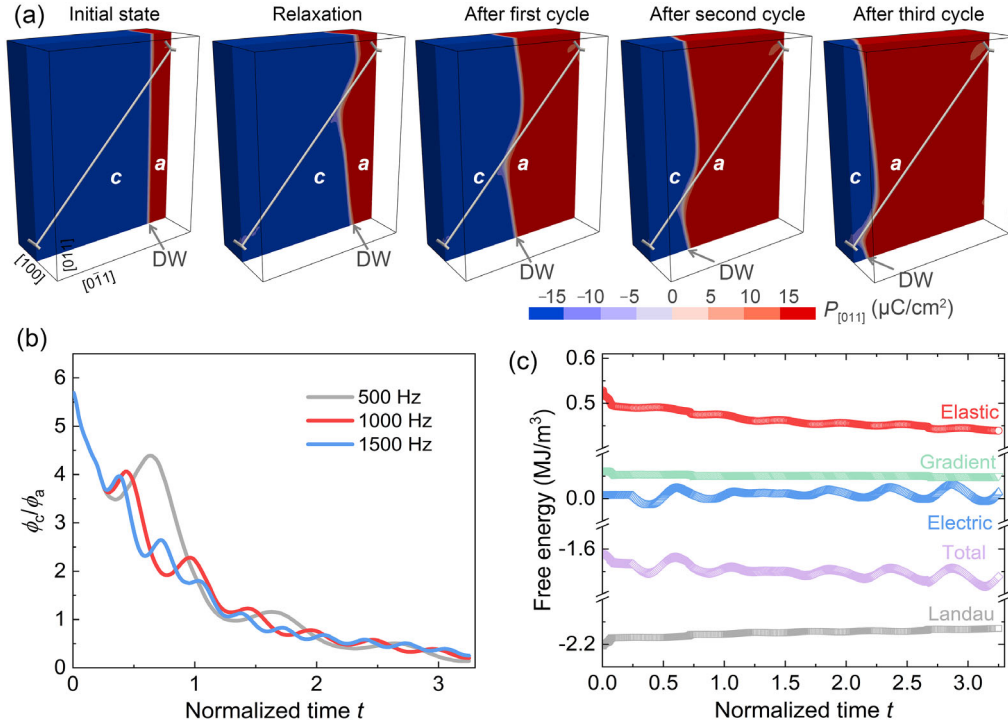 (a)
Initial state
Relaxation
After first cycle
After second cycle
After third cycle
c
a
c
a
c
a
c
a
c
a
DW
DW
DW
DW
DW
[100]
[011]
[0-11]
−15 −10 −5 0 5 10 15 P[011] (μC/cm²)
(b)
ϕc/ϕa
6
5
4
3
2
1
0
500 Hz
1000 Hz
1500 Hz
0 1 2 3
Normalized time t
(c)
Free energy (MJ/m³)
0.6
0.5
0.0
-1.6
-2.2
Elastic
Gradient
Electric
Total
Landau
0.0 0.5 1.0 1.5 2.0 2.5 3.0
Normalized time t